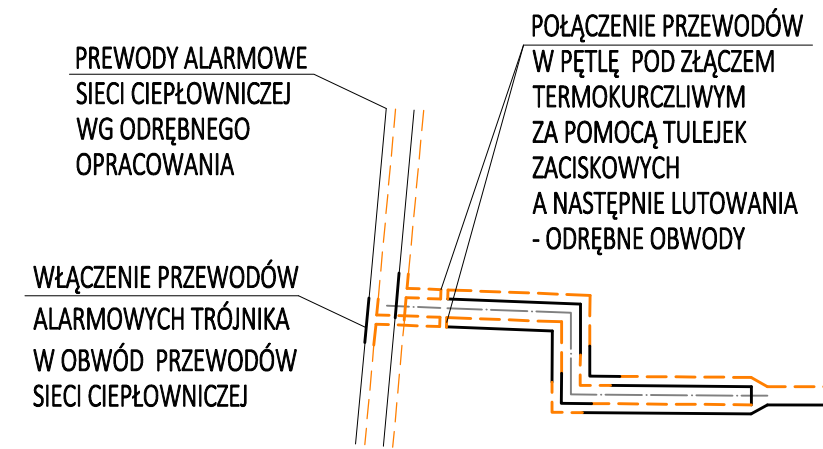 PREWODY ALARMOWE
SIECI CIEPŁOWNICZEJ
WG ODRĘBNEGO
OPRACOWANIA
POŁĄCZENIE PRZEWODÓW
W PĘTLĘ POD ZŁĄCZEM
TERMOKURCZLIWYM
ZA POMOCĄ TULEJEK
ZACISKOWYCH
A NASTĘPNIE LUTOWANIA
- ODRĘBNE OBWODY
WŁĄCZENIE PRZEWODÓW
ALARMOWYCH TRÓJNIKA
W OBWÓD PRZEWODÓW
SIECI CIEPŁOWNICZEJ